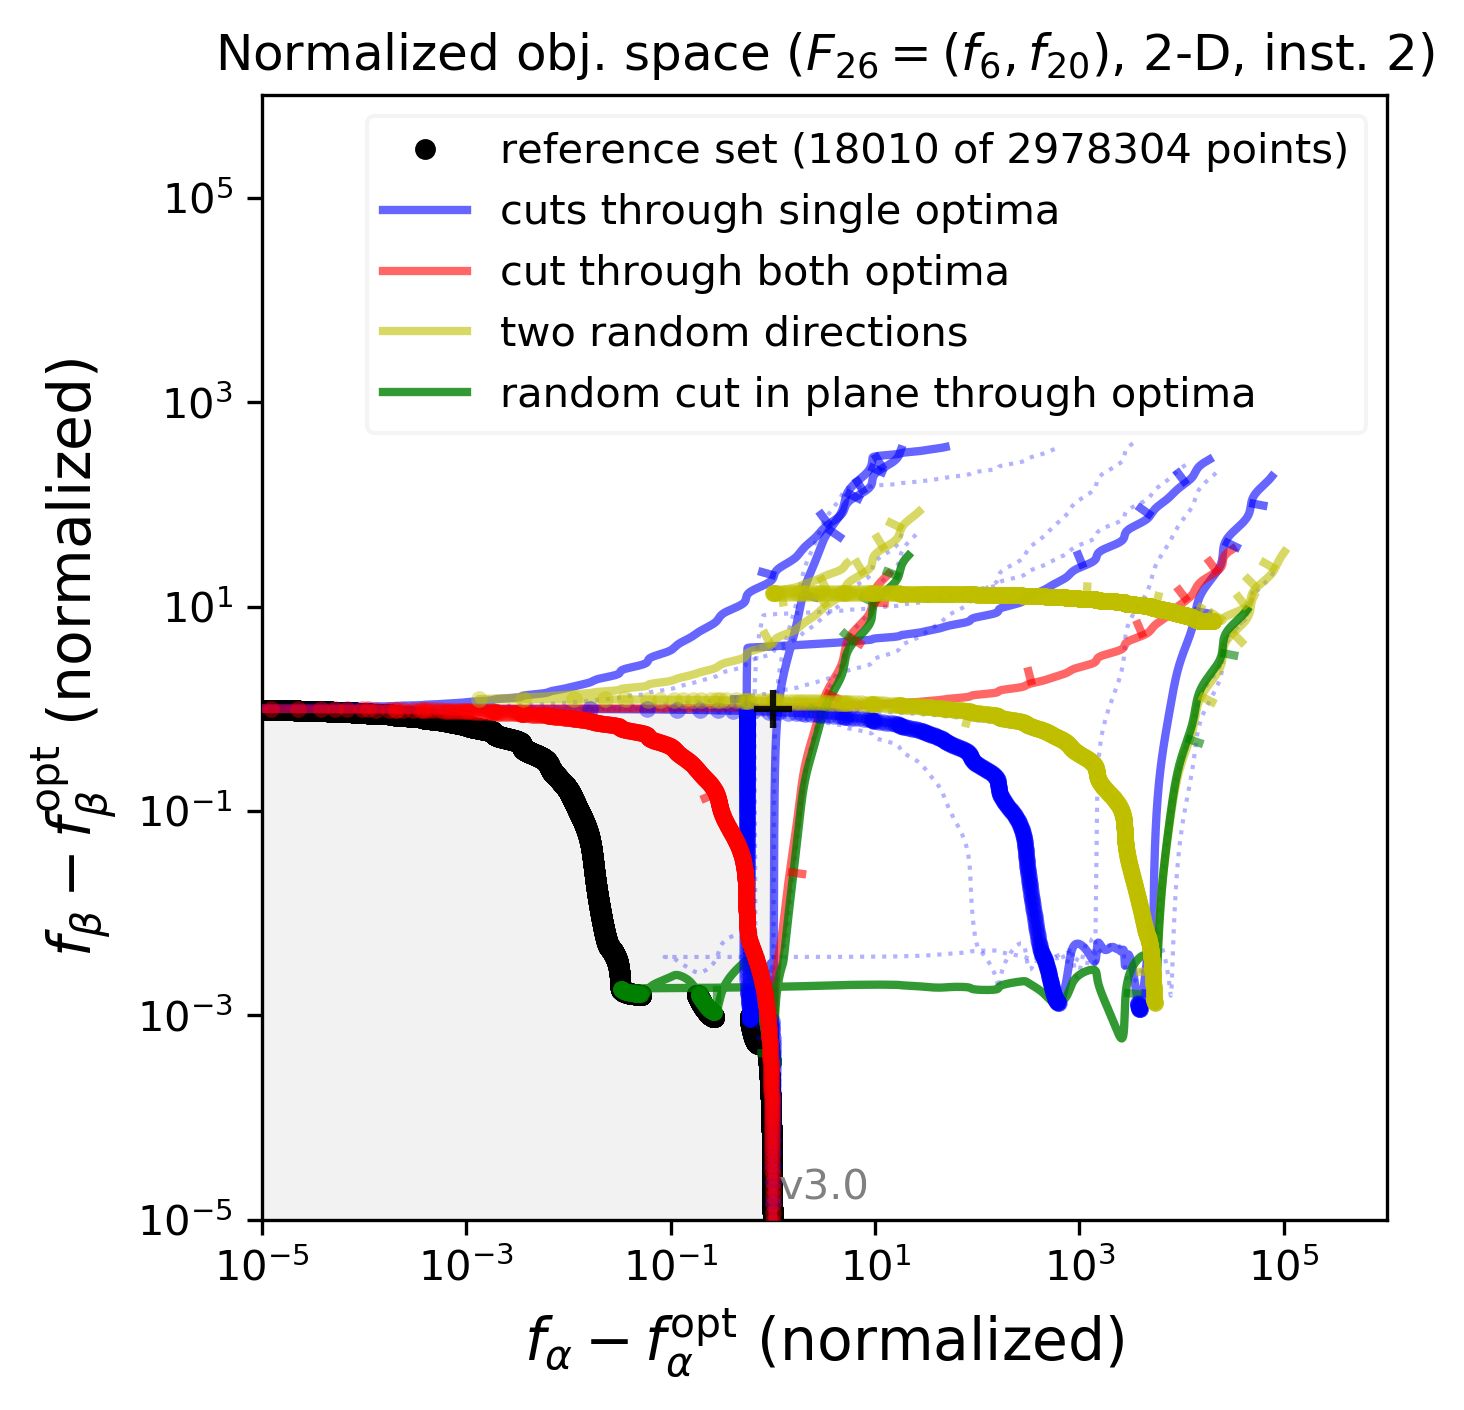 Normalized obj. space (F₂₆ = (f₆, f₂₀), 2-D, inst. 2)
reference set (18010 of 2978304 points)
cuts through single optima
cut through both optima
two random directions
random cut in plane through optima
10⁵
10³
10¹
10⁻¹
10⁻³
10⁻⁵
f_β − f_β^opt (normalized)
v3.0
10⁻⁵ 10⁻³ 10⁻¹ 10¹ 10³ 10⁵
f_α − f_α^opt (normalized)